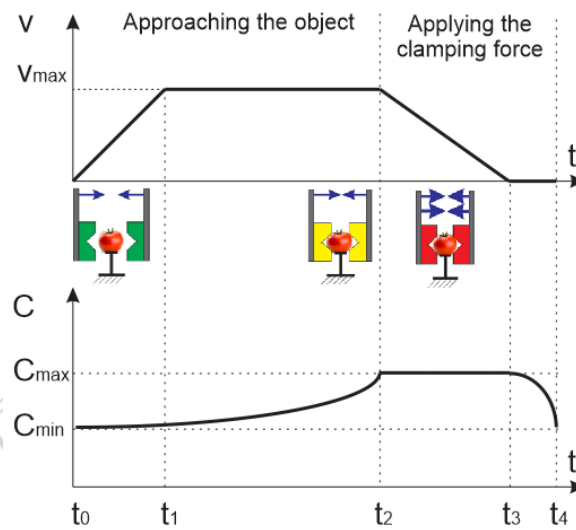 Approaching the object
Applying the
clamping force
v
vmax
t
C
Cmax
Cmin
t
t0
t1
t2
t3
t4